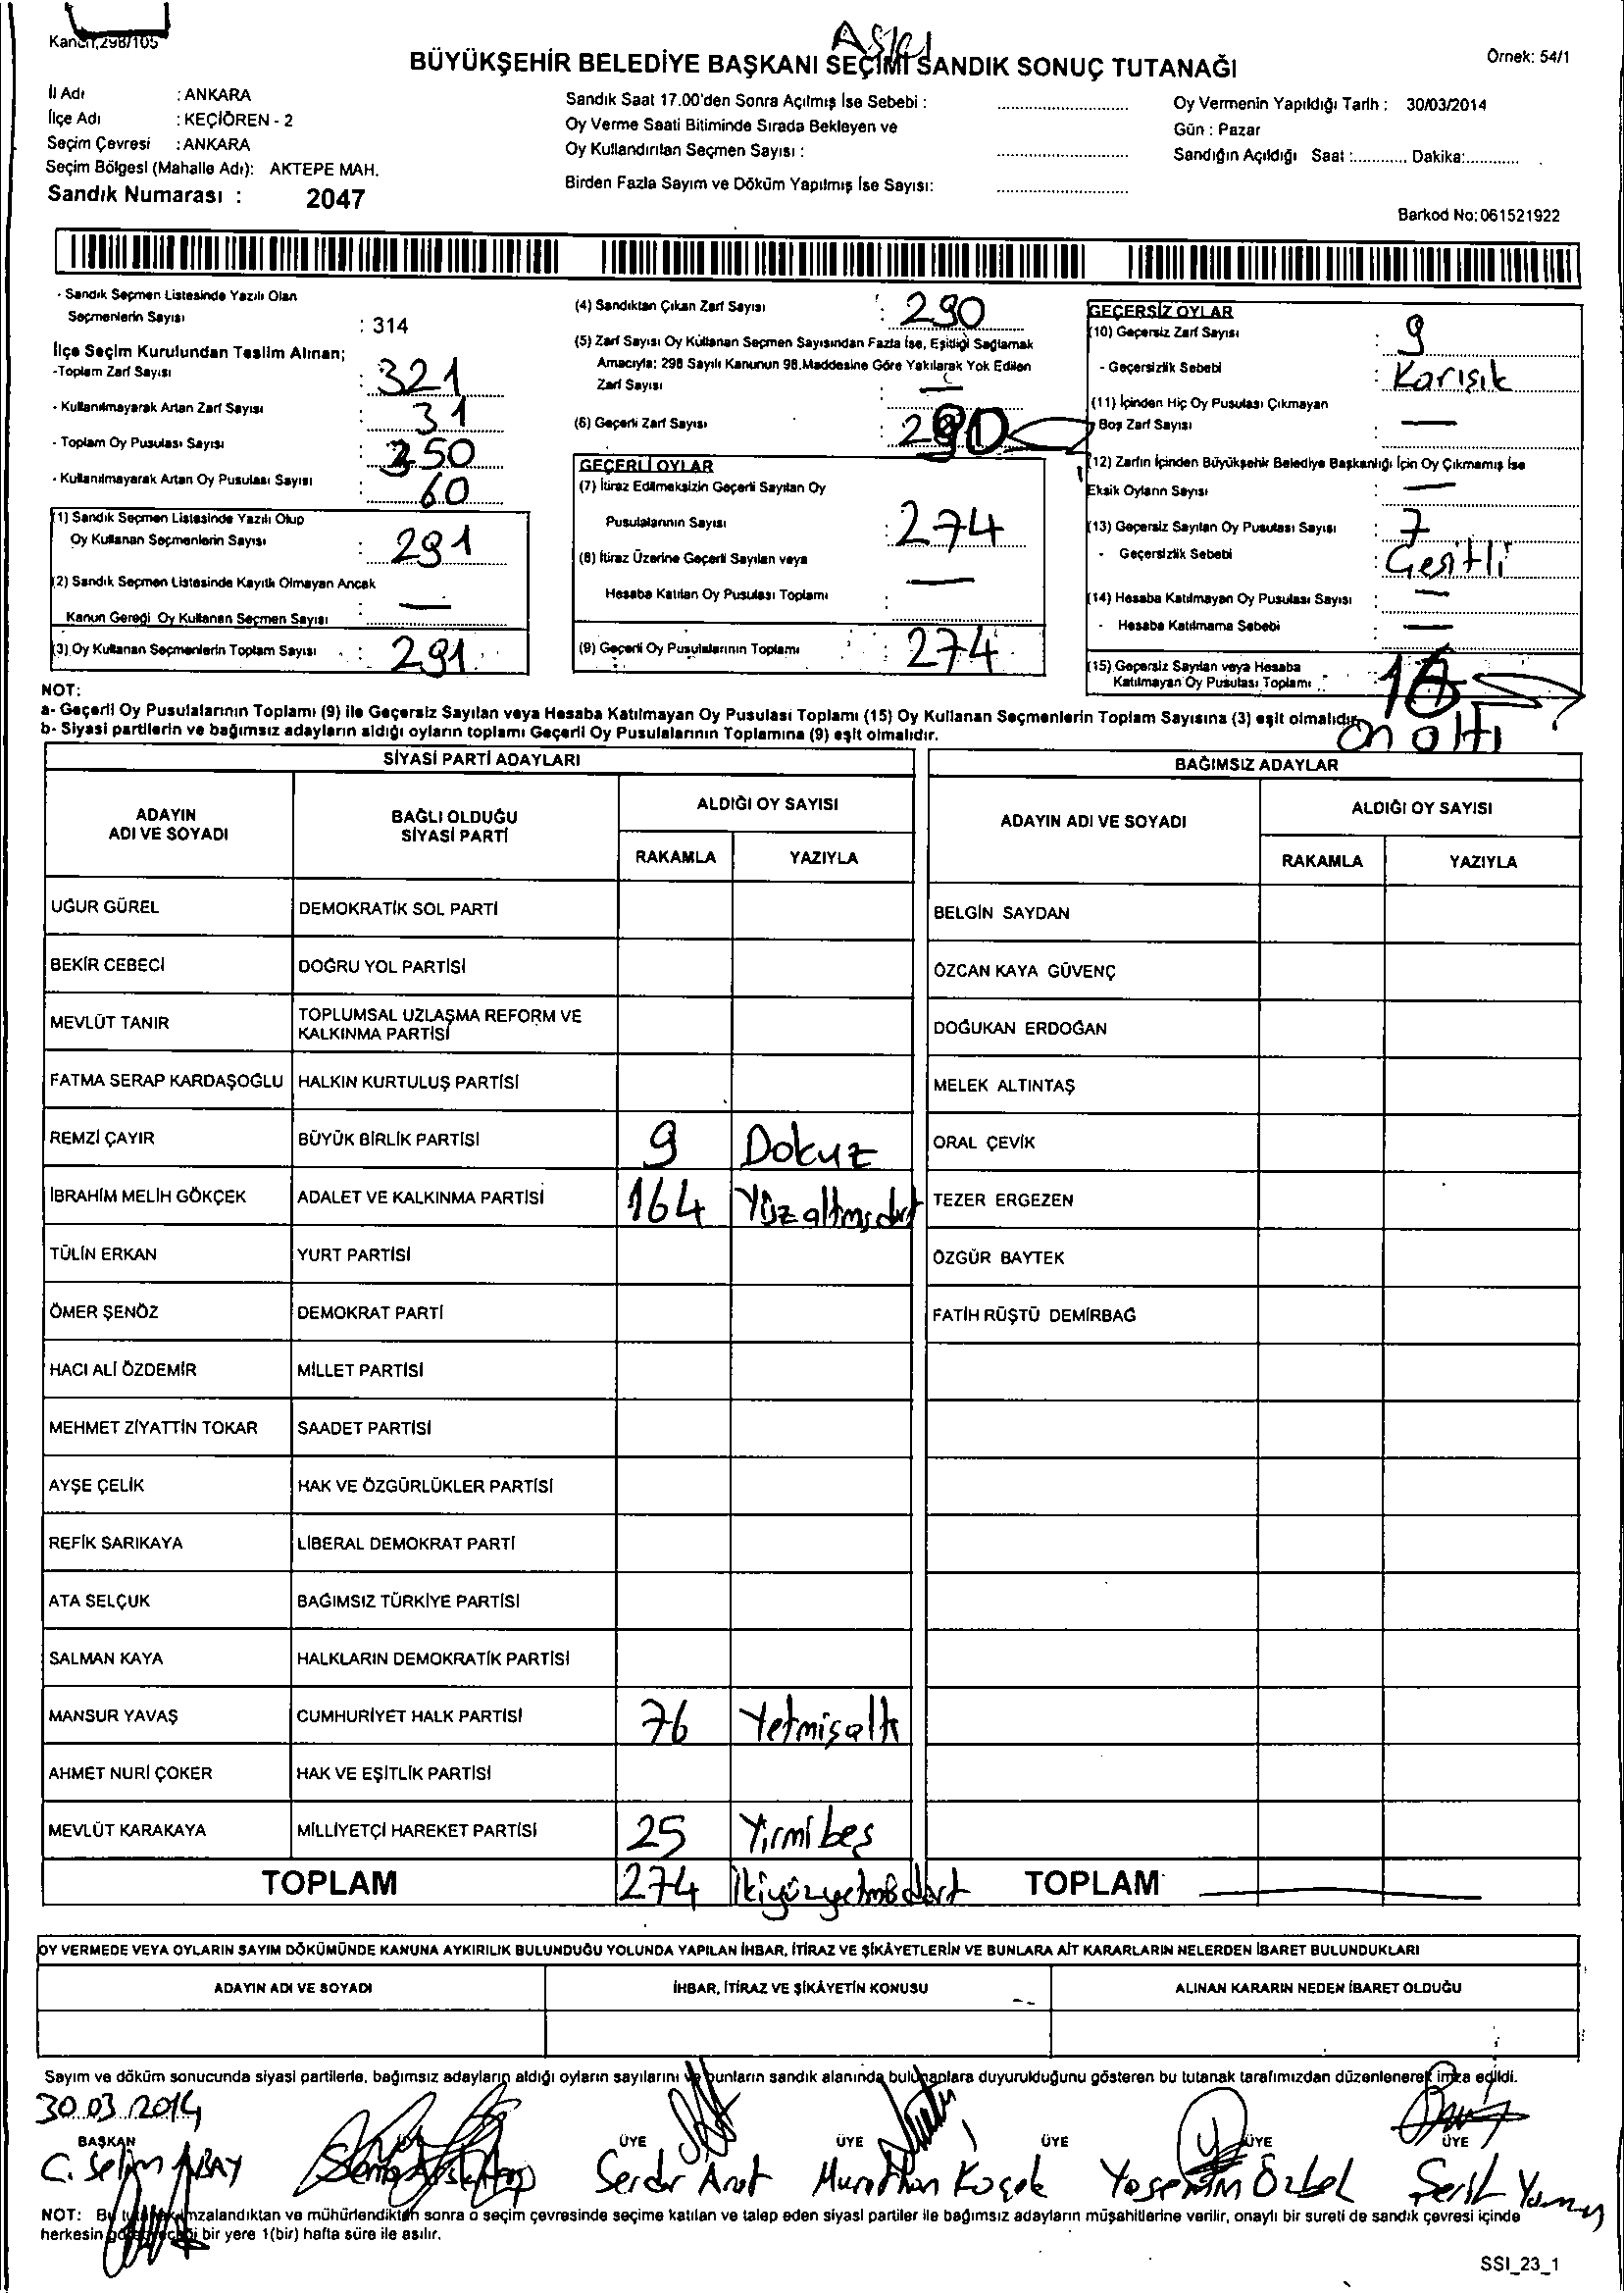 Kanun, 298/105
Aslı
BÜYÜKŞEHİR BELEDİYE BAŞKANI SEÇİMİ SANDIK SONUÇ TUTANAĞI
Örnek: 54/1
İl Adı : ANKARA
İlçe Adı : KEÇİÖREN - 2
Seçim Çevresi : ANKARA
Seçim Bölgesi (Mahalle Adı): AKTEPE MAH.
Sandık Numarası : 2047
Sandık Saat 17.00'den Sonra Açılmış İse Sebebi :
Oy Verme Saati Bitiminde Sırada Bekleyen ve
Oy Kullandırılan Seçmen Sayısı :
Birden Fazla Sayım ve Döküm Yapılmış İse Sayısı:
Oy Vermenin Yapıldığı Tarih : 30/03/2014
Gün : Pazar
Sandığın Açıldığı Saat :............ Dakika:............
Barkod No: 061521922
- Sandık Seçmen Listesinde Yazılı Olan
Seçmenlerin Sayısı : 314
İlçe Seçim Kurulundan Teslim Alınan;
-Toplam Zarf Sayısı : 321
- Kullanılmayarak Artan Zarf Sayısı : 31
- Toplam Oy Pusulası Sayısı : 350
- Kullanılmayarak Artan Oy Pusulası Sayısı : 60
(1) Sandık Seçmen Listesinde Yazılı Olup
Oy Kullanan Seçmenlerin Sayısı : 291
(2) Sandık Seçmen Listesinde Kayıtlı Olmayan Ancak
Kanun Gereği Oy Kullanan Seçmen Sayısı : —
(3) Oy Kullanan Seçmenlerin Toplam Sayısı : 291
(4) Sandıktan Çıkan Zarf Sayısı : 290
(5) Zarf Sayısı Oy Kullanan Seçmen Sayısından Fazla İse, Eşitliği Sağlamak
Amacıyla; 298 Sayılı Kanunun 98.Maddesine Göre Yakılarak Yok Edilen
Zarf Sayısı : —
(6) Geçerli Zarf Sayısı : 290
GEÇERLİ OYLAR
(7) İtiraz Edilmeksizin Geçerli Sayılan Oy
Pusulalarının Sayısı : 274
(8) İtiraz Üzerine Geçerli Sayılan veya
Hesaba Katılan Oy Pusulası Toplamı : —
(9) Geçerli Oy Pusulalarının Toplamı : 274
GEÇERSİZ OYLAR
(10) Geçersiz Zarf Sayısı : 9
- Geçersizlik Sebebi : Karışık
(11) İçinden Hiç Oy Pusulası Çıkmayan
Boş Zarf Sayısı : —
(12) Zarfın İçinden Büyükşehir Belediye Başkanlığı İçin Oy Çıkmamış İse
Eksik Oyların Sayısı : —
(13) Geçersiz Sayılan Oy Pusulası Sayısı : 7
- Geçersizlik Sebebi : Çeşitli
(14) Hesaba Katılmayan Oy Pusulası Sayısı : —
- Hesaba Katılmama Sebebi : —
(15) Geçersiz Sayılan veya Hesaba
Katılmayan Oy Pusulası Toplamı : 16
on altı
NOT:
a- Geçerli Oy Pusulalarının Toplamı (9) ile Geçersiz Sayılan veya Hesaba Katılmayan Oy Pusulası Toplamı (15) Oy Kullanan Seçmenlerin Toplam Sayısına (3) eşit olmalıdır.
b- Siyasi partilerin ve bağımsız adayların aldığı oyların toplamı Geçerli Oy Pusulalarının Toplamına (9) eşit olmalıdır.
SİYASİ PARTİ ADAYLARI
ADAYIN ADI VE SOYADI BAĞLI OLDUĞU SİYASİ PARTİ ALDIĞI OY SAYISI
RAKAMLA YAZIYLA
UĞUR GÜREL DEMOKRATİK SOL PARTİ
BEKİR CEBECİ DOĞRU YOL PARTİSİ
MEVLÜT TANIR TOPLUMSAL UZLAŞMA REFORM VE KALKINMA PARTİSİ
FATMA SERAP KARDAŞOĞLU HALKIN KURTULUŞ PARTİSİ
REMZİ ÇAYIR BÜYÜK BİRLİK PARTİSİ 9 Dokuz
İBRAHİM MELİH GÖKÇEK ADALET VE KALKINMA PARTİSİ 164 Yüzaltmışdört
TÜLİN ERKAN YURT PARTİSİ
ÖMER ŞENÖZ DEMOKRAT PARTİ
HACI ALİ ÖZDEMİR MİLLET PARTİSİ
MEHMET ZİYATTİN TOKAR SAADET PARTİSİ
AYŞE ÇELİK HAK VE ÖZGÜRLÜKLER PARTİSİ
REFİK SARIKAYA LİBERAL DEMOKRAT PARTİ
ATA SELÇUK BAĞIMSIZ TÜRKİYE PARTİSİ
SALMAN KAYA HALKLARIN DEMOKRATİK PARTİSİ
MANSUR YAVAŞ CUMHURİYET HALK PARTİSİ 76 Yetmişaltı
AHMET NURİ ÇOKER HAK VE EŞİTLİK PARTİSİ
MEVLÜT KARAKAYA MİLLİYETÇİ HAREKET PARTİSİ 25 Yirmibeş
TOPLAM 274 İkiyüzyetmişdört
BAĞIMSIZ ADAYLAR
ADAYIN ADI VE SOYADI ALDIĞI OY SAYISI
RAKAMLA YAZIYLA
BELGİN SAYDAN
ÖZCAN KAYA GÜVENÇ
DOĞUKAN ERDOĞAN
MELEK ALTINTAŞ
ORAL ÇEVİK
TEZER ERGEZEN
ÖZGÜR BAYTEK
FATİH RÜŞTÜ DEMİRBAĞ
TOPLAM —
OY VERMEDE VEYA OYLARIN SAYIM DÖKÜMÜNDE KANUNA AYKIRILIK BULUNDUĞU YOLUNDA YAPILAN İHBAR, İTİRAZ VE ŞİKÂYETLERİN VE BUNLARA AİT KARARLARIN NELERDEN İBARET BULUNDUKLARI
ADAYIN ADI VE SOYADI İHBAR, İTİRAZ VE ŞİKÂYETİN KONUSU ALINAN KARARIN NEDEN İBARET OLDUĞU
Sayım ve döküm sonucunda siyasi partilerle, bağımsız adayların aldığı oyların sayılarını ve bunların sandık alanında bulunanlara duyurulduğunu gösteren bu tutanak tarafımızdan düzenlenerek imza edildi.
30.03.2014
BAŞKAN ÜYE ÜYE ÜYE ÜYE ÜYE
C. Selim Serdar Murathan Koçak Yasemin Özbel
NOT: Bu tutanak imzalandıktan ve mühürlendikten sonra o seçim çevresinde seçime katılan ve talep eden siyasi partiler ile bağımsız adayların müşahitlerine verilir, onaylı bir sureti de sandık çevresi içinde
herkesin görebileceği bir yere 1(bir) hafta süre ile asılır.
SSI_23_1